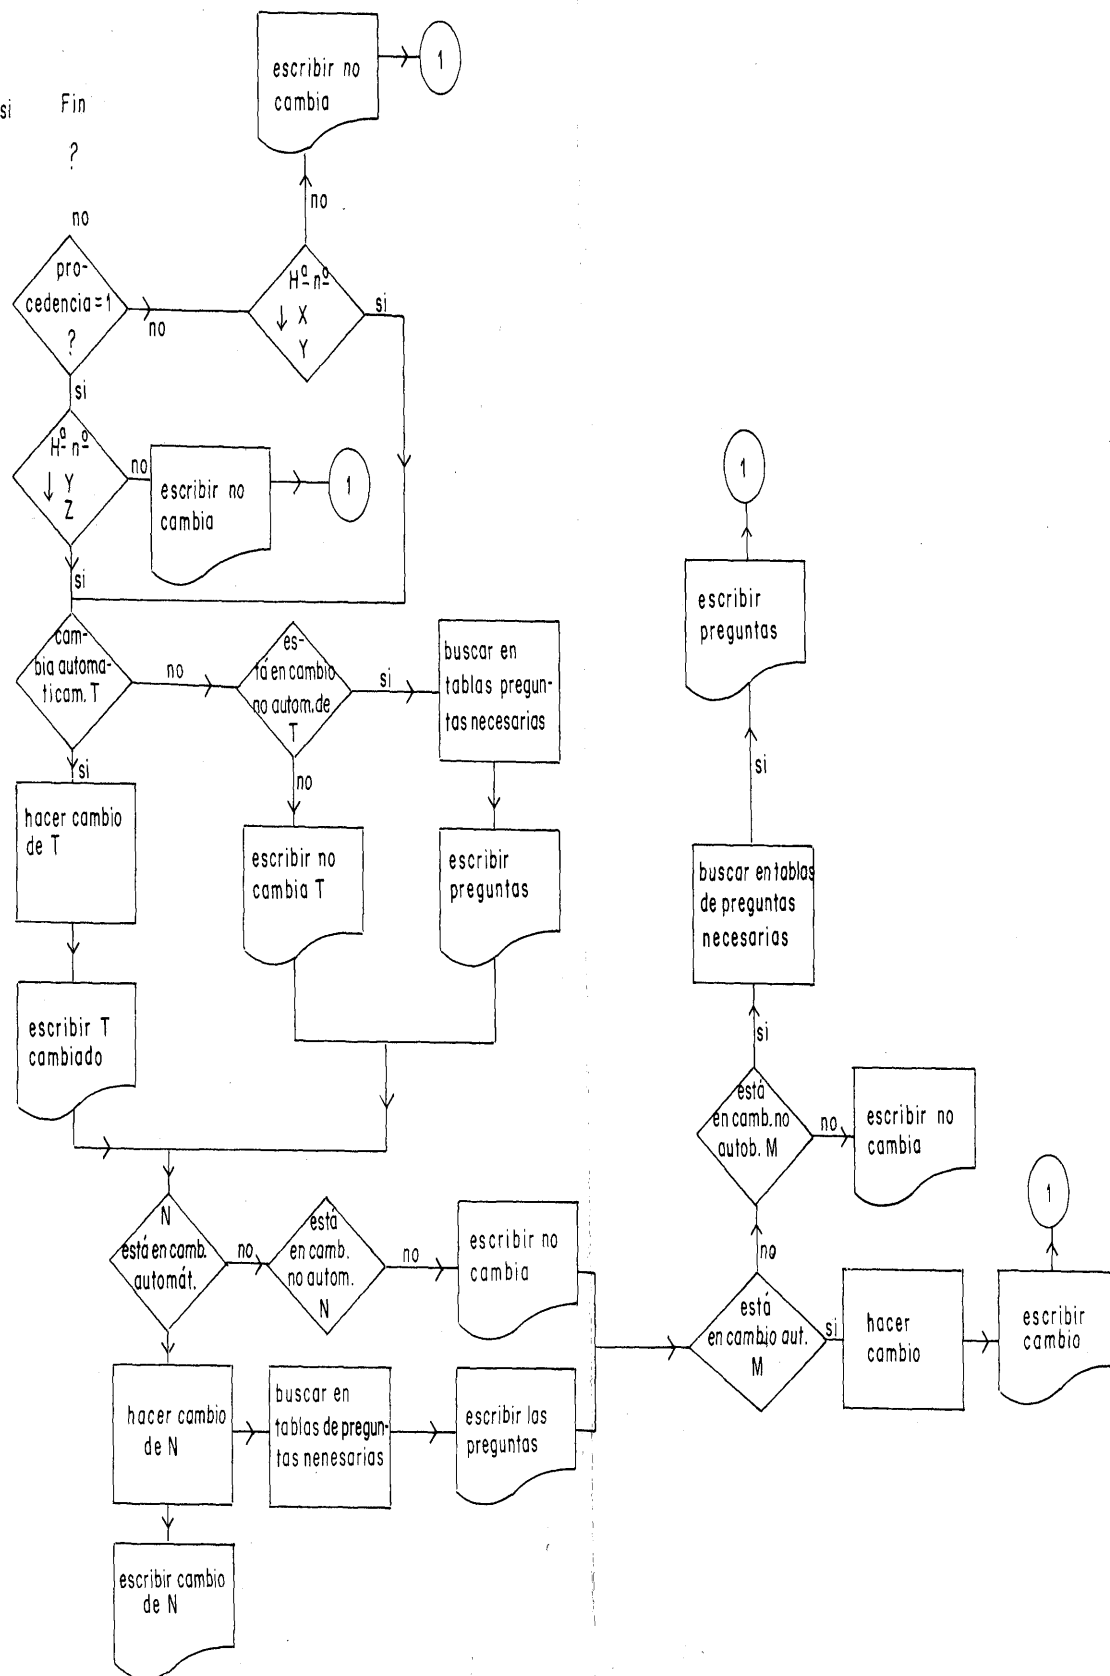 escribir no
cambia
1
si
Fin
?
no
no
pro-
cedencia=1
?
no
Hª nº
X
Y
si
si
Hª nº
Y
Z
no
escribir no
cambia
1
si
1
escribir
preguntas
si
cam-
bia automa-
ticam. T
no
es-
tá en cambio
no autom. de
T
si
buscar en
tablas pregun-
tas necesarias
si
no
hacer cambio
de T
escribir no
cambia T
escribir
preguntas
buscar en tablas
de preguntas
necesarias
escribir T
cambiado
si
está
en camb. no
autob. M
no
escribir no
cambia
1
N
está en camb.
automát.
no
está
en camb.
no autom.
N
no
escribir no
cambia
no
está
en cambio aut.
M
si
hacer
cambio
escribir
cambio
hacer cambio
de N
buscar en
tablas de pregun-
tas nenesarias
escribir las
preguntas
escribir cambio
de N